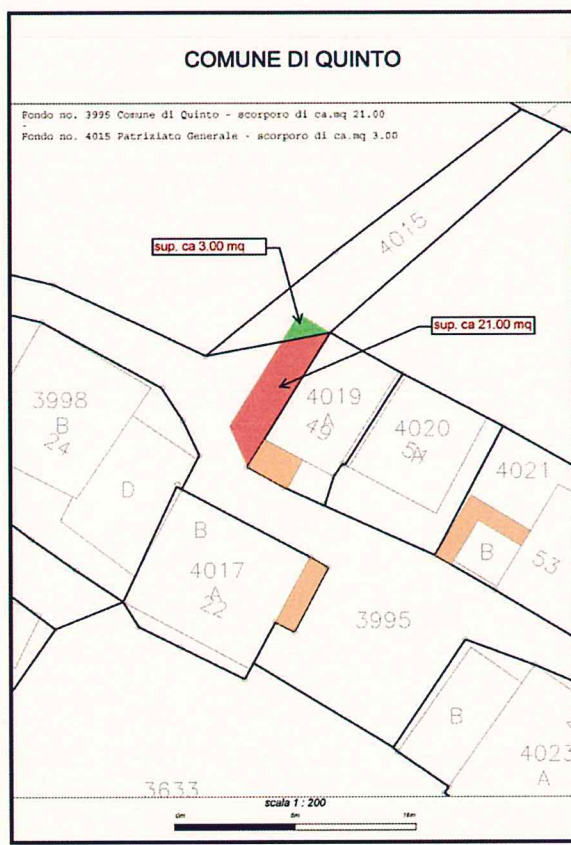 COMUNE DI QUINTO
Fondo no. 3995 Comune di Quinto - scorporo di ca.mq 21.00
-
Fondo no. 4015 Patriziato Generale - scorporo di ca.mq 3.00
4015
sup. ca 3.00 mq
sup. ca 21.00 mq
3998
B
24
4019
A
49
4020
A
4021
D
B
B
53
4017
A
22
3995
B
4023
A
3633
scala 1 : 200
0m